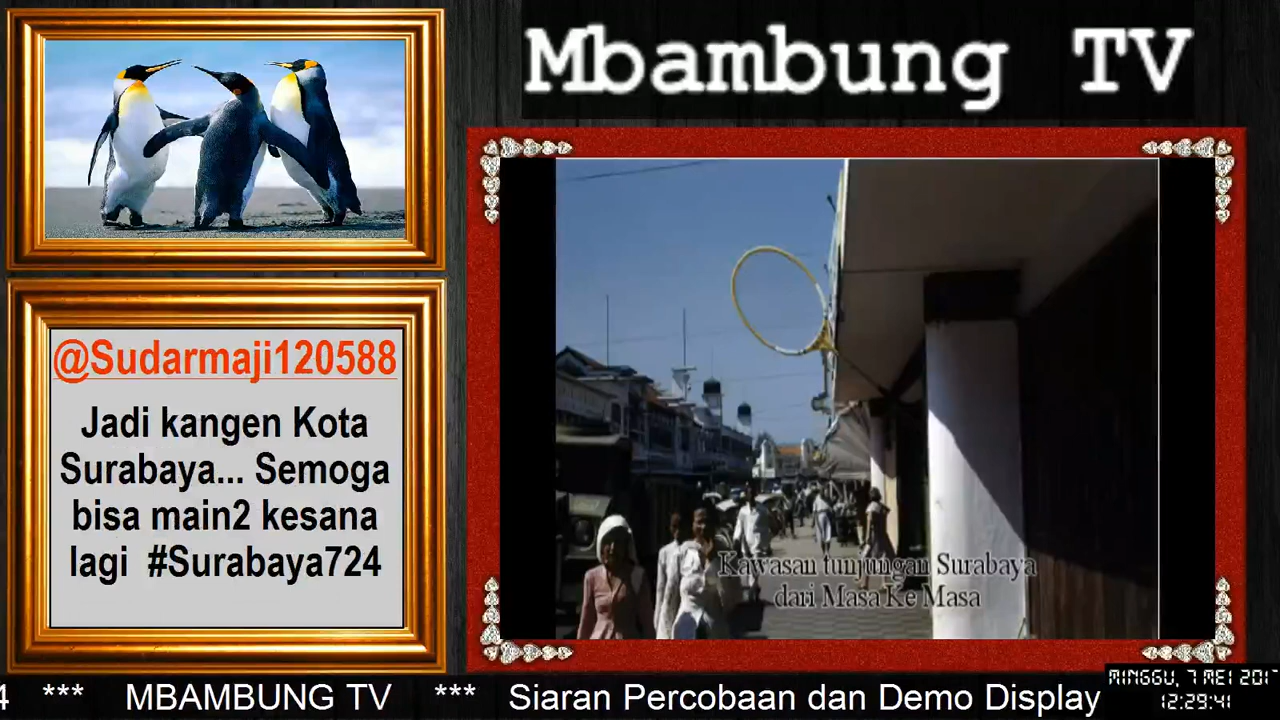 Mbambung TV
@Sudarmaji120588
Jadi kangen Kota
Surabaya... Semoga
bisa main2 kesana
lagi #Surabaya724
Kawasan tunjungan Surabaya
dari Masa Ke Masa
4 *** MBAMBUNG TV *** Siaran Percobaan dan Demo Display
MINGGU, 7 MEI 2017
12:29:41